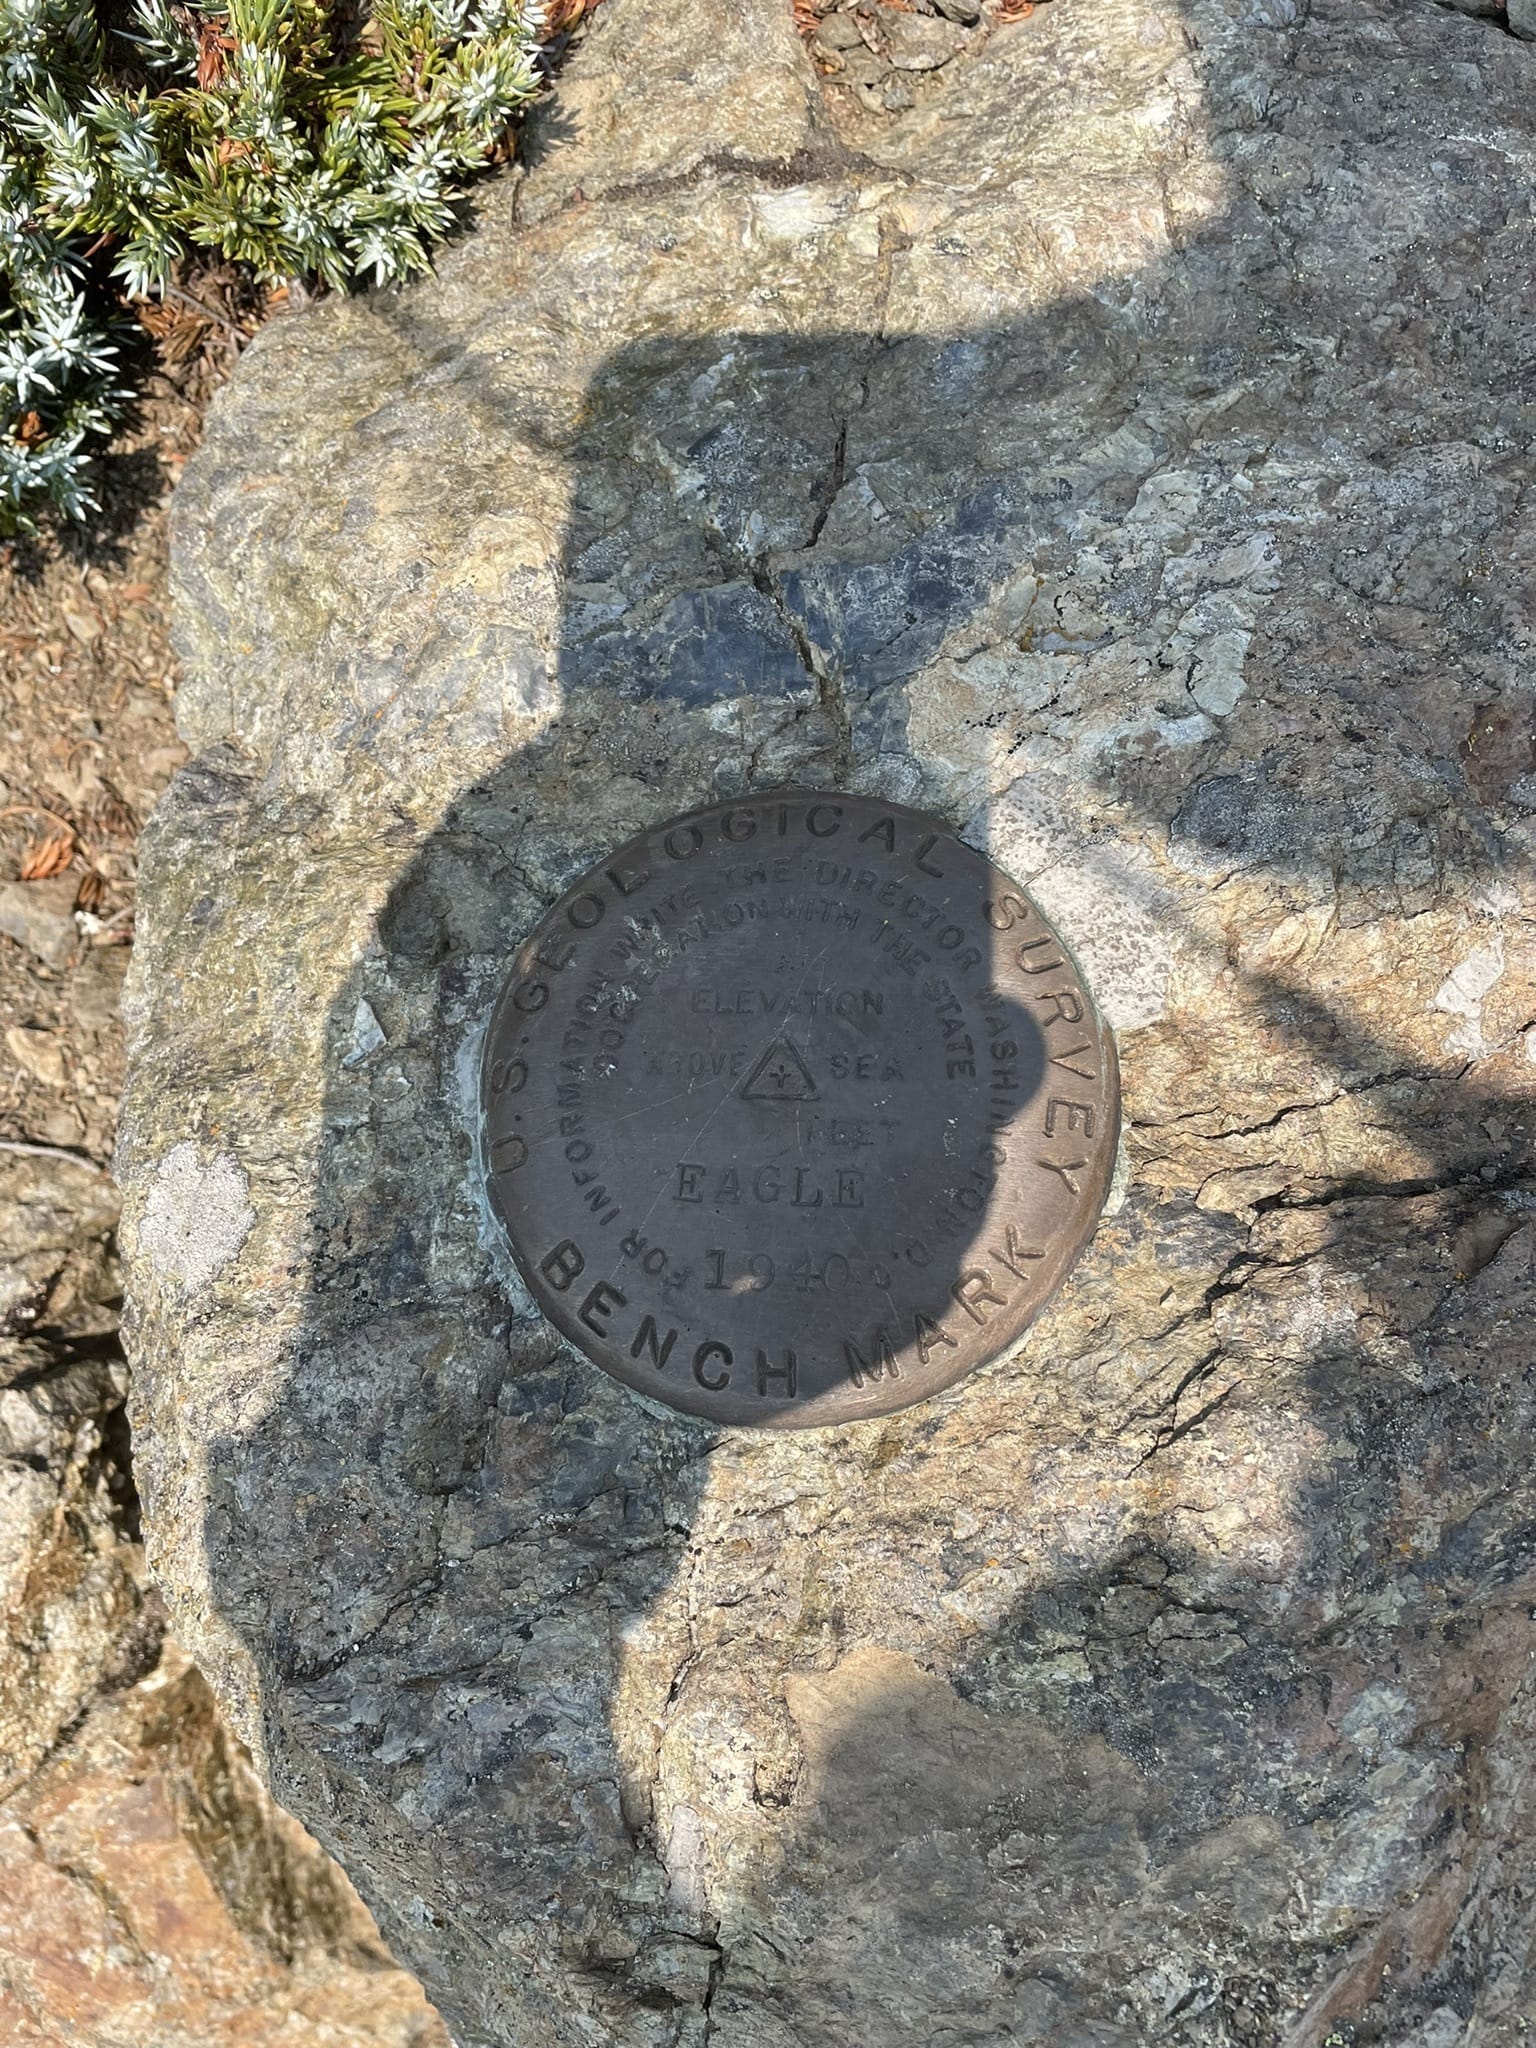 U.S. GEOLOGICAL SURVEY
FOR INFORMATION WRITE THE DIRECTOR WASHINGTON D.C.
COOPERATION WITH THE STATE
ELEVATION
ABOVE SEA
FEET
EAGLE
1940
BENCH MARK